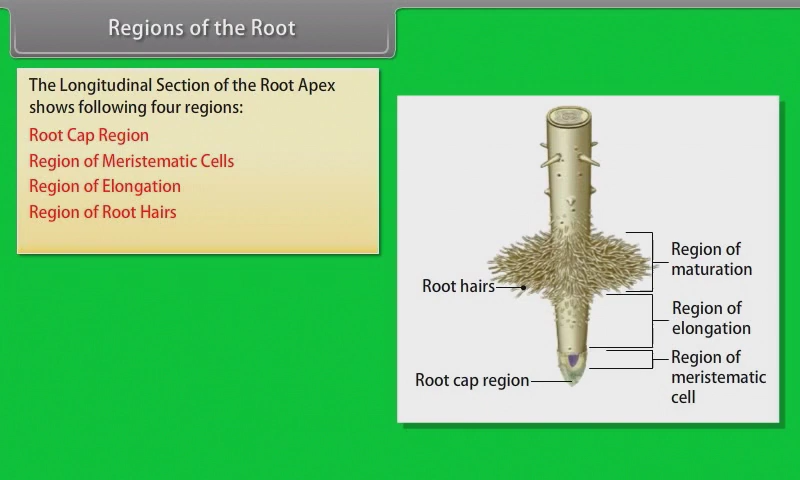 Regions of the Root
The Longitudinal Section of the Root Apex
shows following four regions:
Root Cap Region
Region of Meristematic Cells
Region of Elongation
Region of Root Hairs
Region of
maturation
Root hairs
Region of
elongation
Region of
meristematic
cell
Root cap region